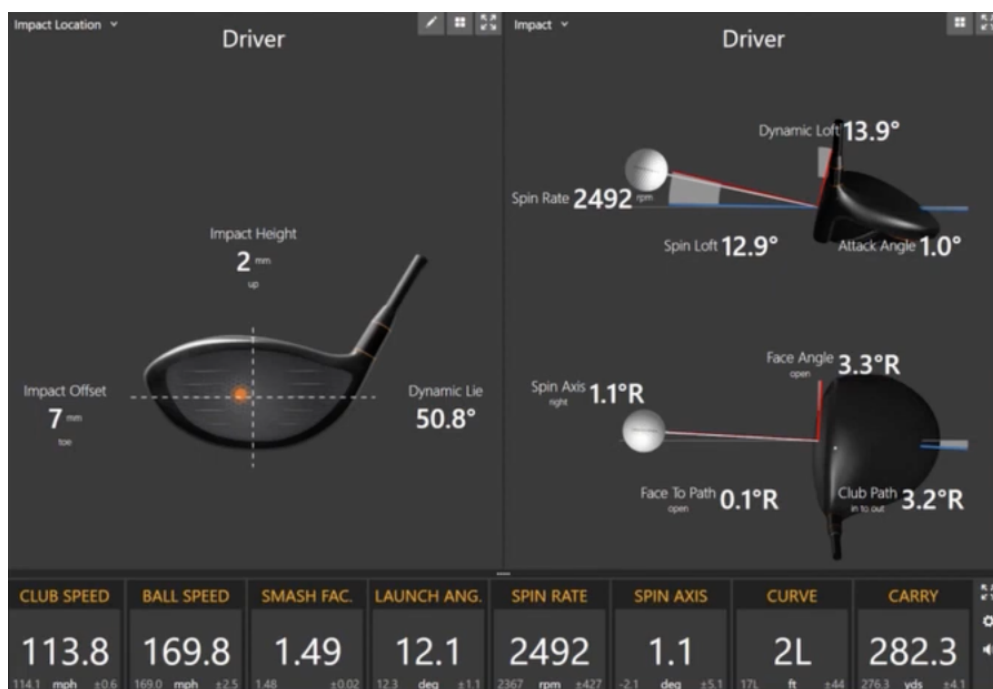 Impact Location
Driver
Impact Height
2 mm
up
Impact Offset
7 mm
toe
Dynamic Lie
50.8°
Impact
Driver
Dynamic Loft 13.9°
Spin Rate 2492 rpm
Spin Loft 12.9°
Attack Angle 1.0°
Face Angle 3.3°R
open
Spin Axis 1.1°R
right
Face To Path 0.1°R
open
Club Path 3.2°R
in to out
CLUB SPEED BALL SPEED SMASH FAC. LAUNCH ANG. SPIN RATE SPIN AXIS CURVE CARRY
113.8 169.8 1.49 12.1 2492 1.1 2L 282.3
114.1 mph ±0.6 169.0 mph ±2.5 1.48 ±0.02 12.3 deg ±1.1 2367 rpm ±427 -2.1 deg ±5.1 17L ft ±44 276.3 yds ±4.1